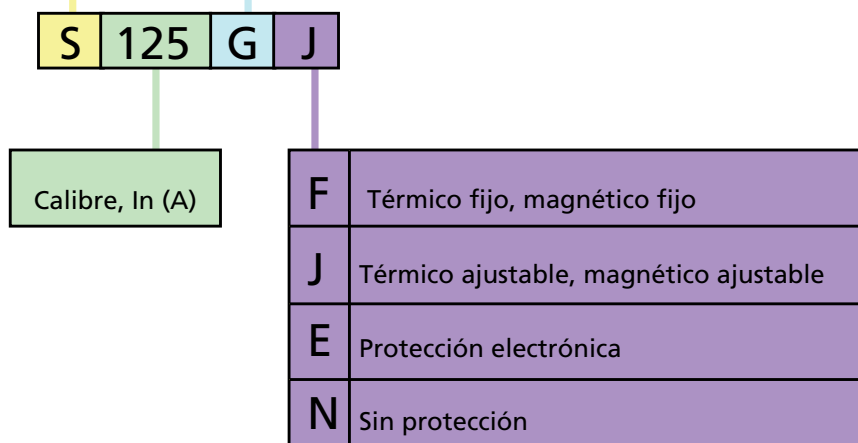 S 125 G J
Calibre, In (A)
F Térmico fijo, magnético fijo
J Térmico ajustable, magnético ajustable
E Protección electrónica
N Sin protección